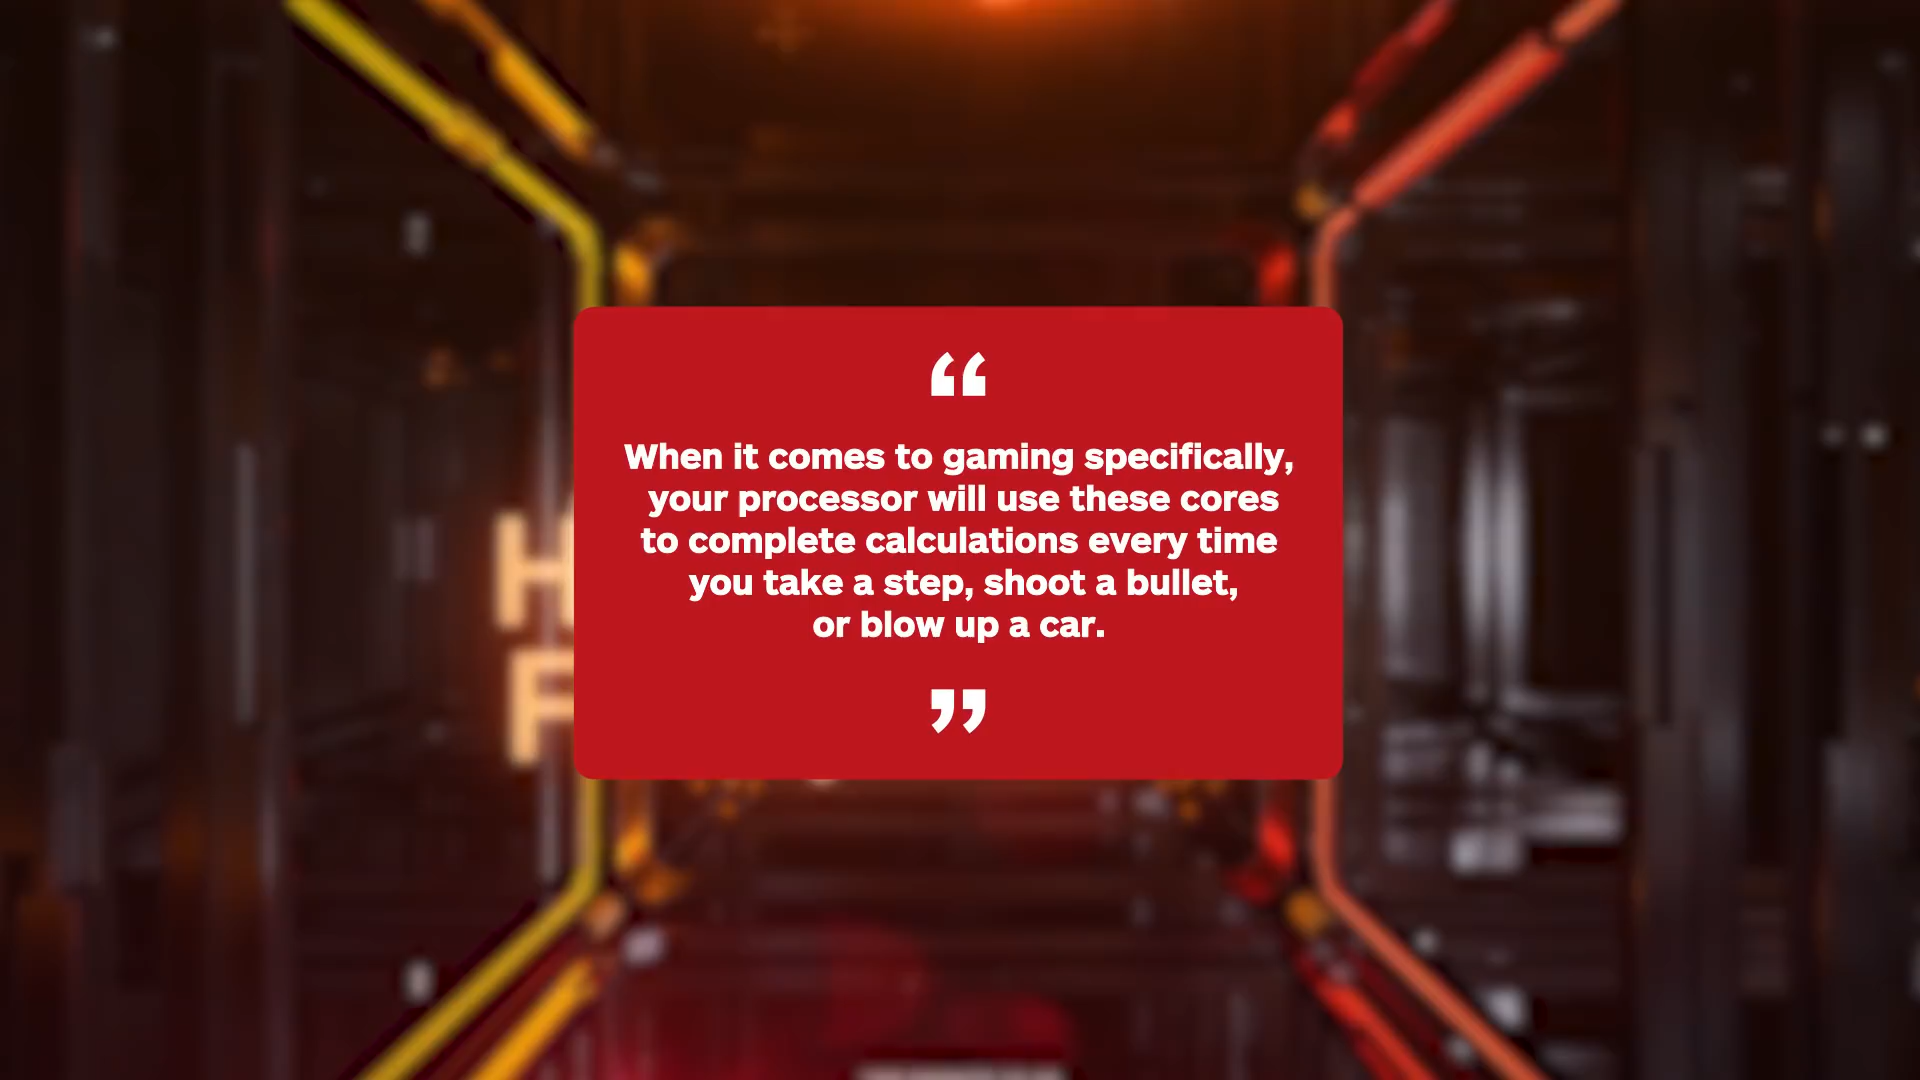 “
When it comes to gaming specifically,
your processor will use these cores
to complete calculations every time
you take a step, shoot a bullet,
or blow up a car.
”